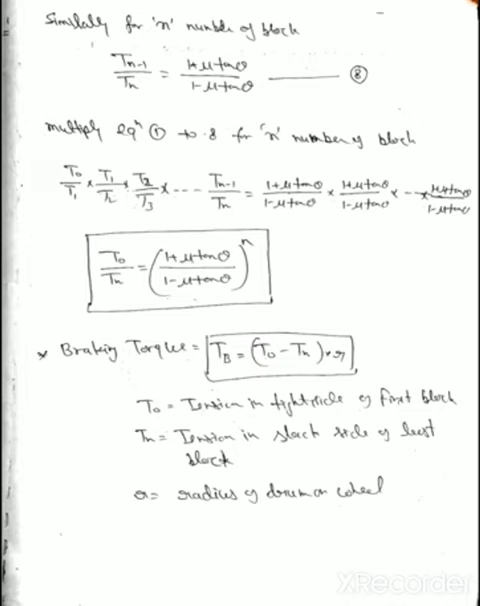 Similarly for 'n' number of block
Tn-1/Tn = 1+μtanθ/1-μtanθ ——— ⑧
multiply eqⁿ ① to 8 for 'n' number of block
T0/T1 × T1/T2 × T2/T3 × --- Tn-1/Tn = 1+μtanθ/1-μtanθ × 1+μtanθ/1-μtanθ × --- × 1+μtanθ/1-μtanθ
T0/Tn = (1+μtanθ/1-μtanθ)ⁿ
* Braking Torque = TB = (T0 - Tn) × r
T0 = Tension in tight side of first block
Tn = Tension in slack side of last
block
r = radius of drum or wheel
XRecorder